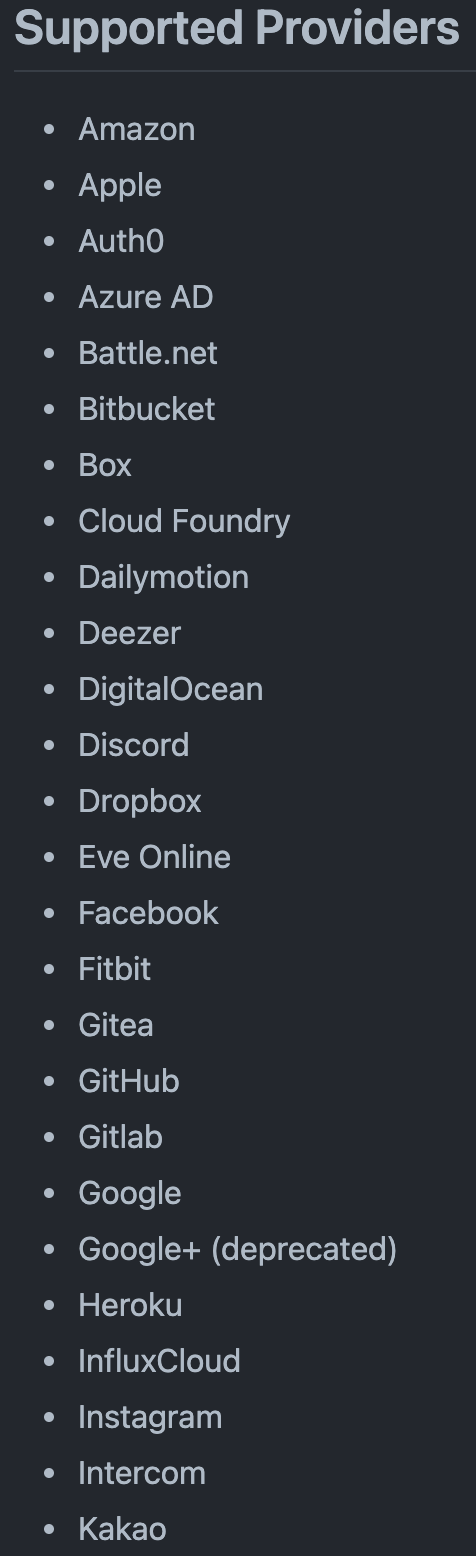 Supported Providers
• Amazon
• Apple
• Auth0
• Azure AD
• Battle.net
• Bitbucket
• Box
• Cloud Foundry
• Dailymotion
• Deezer
• DigitalOcean
• Discord
• Dropbox
• Eve Online
• Facebook
• Fitbit
• Gitea
• GitHub
• Gitlab
• Google
• Google+ (deprecated)
• Heroku
• InfluxCloud
• Instagram
• Intercom
• Kakao